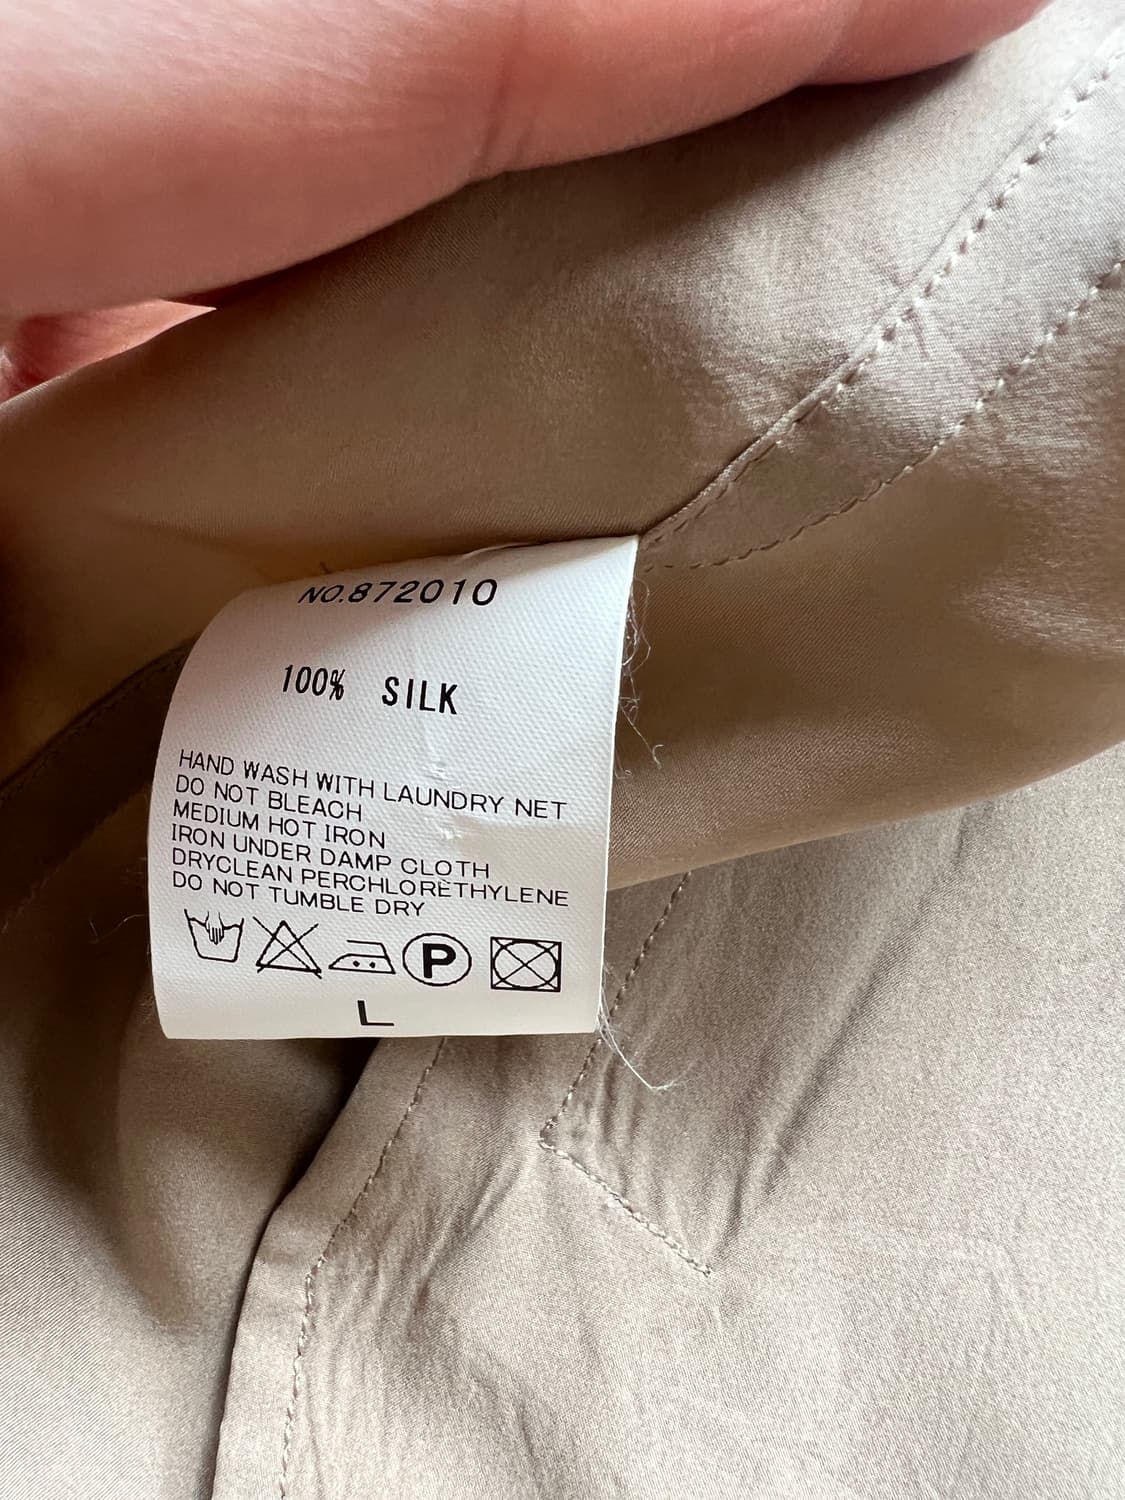 NO.872010
100% SILK
HAND WASH WITH LAUNDRY NET
DO NOT BLEACH
MEDIUM HOT IRON
IRON UNDER DAMP CLOTH
DRYCLEAN PERCHLORETHYLENE
DO NOT TUMBLE DRY
P
L